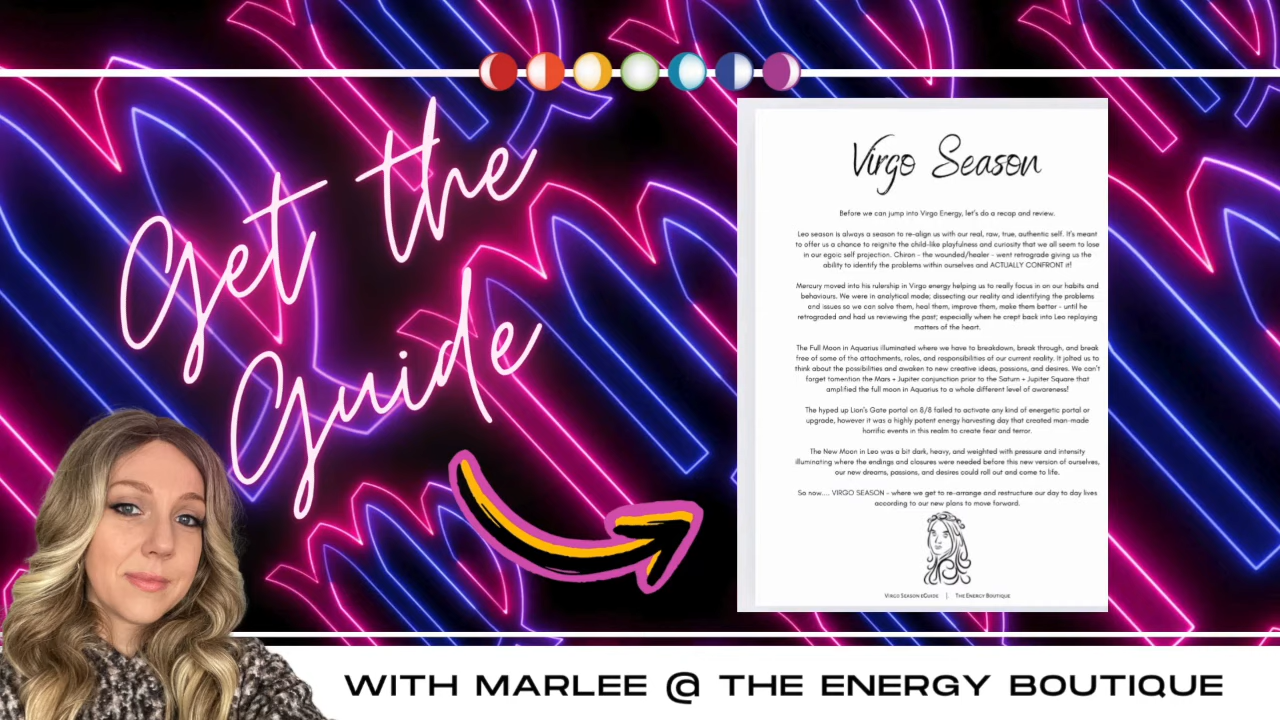 Get the
Guide
Virgo Season
Before we can jump into Virgo Energy, let's do a recap and review.
Leo season is always a season to re-align us with our real, raw, true, authentic self. It's meant
to offer us a chance to reignite the child-like playfulness and curiosity that we all seem to lose
in our egoic self projection. Chiron - the wounded/healer - went retrograde giving us the
ability to identify the problems within ourselves and ACTUALLY CONFRONT it!
Mercury moved into his rulership in Virgo energy helping us to really focus in on our habits and
behaviours. We were in analytical mode; dissecting our reality and identifying the problems
and issues so we can solve them, heal them, improve them, make them better - until he
retrograded and had us reviewing the past; especially when he crept back into Leo replaying
matters of the heart.
The Full Moon in Aquarius illuminated where we have to breakdown, break through, and break
free of some of the attachments, roles, and responsibilities of our current reality. It jolted us to
think about the possibilities and awaken to new creative ideas, passions, and desires. We can't
forget tomention the Mars + Jupiter conjunction prior to the Saturn + Jupiter Square that
amplified the full moon in Aquarius to a whole different level of awareness!
The hyped up Lion's Gate portal on 8/8 failed to activate any kind of energetic portal or
upgrade, however it was a highly potent energy harvesting day that created man-made
horrific events in this realm to create fear and terror.
The New Moon in Leo was a bit dark, heavy, and weighted with pressure and intensity
illuminating where the endings and closures were needed before this new version of ourselves,
our new dreams, passions, and desires could roll out and come to life.
So now.... VIRGO SEASON - where we get to re-arrange and restructure our day to day lives
according to our new plans to move forward.
Virgo Season eGuide | The Energy Boutique
WITH MARLEE @ THE ENERGY BOUTIQUE